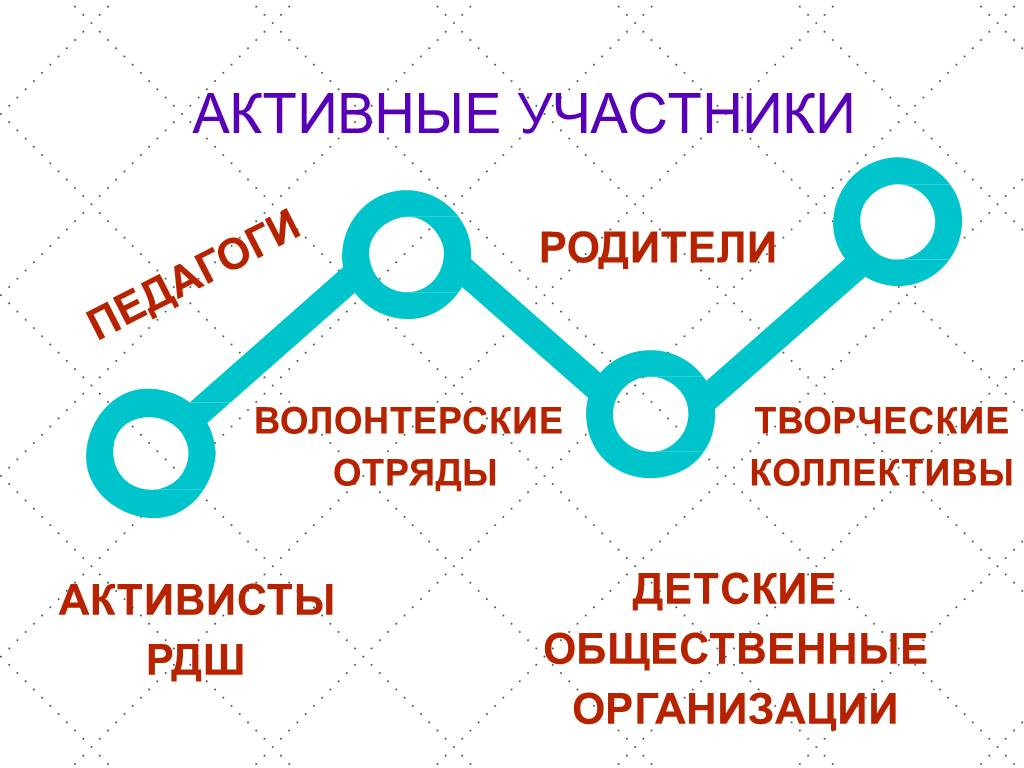 АКТИВНЫЕ УЧАСТНИКИ
ПЕДАГОГИ
РОДИТЕЛИ
ВОЛОНТЕРСКИЕ
ОТРЯДЫ
ТВОРЧЕСКИЕ
КОЛЛЕКТИВЫ
АКТИВИСТЫ
РДШ
ДЕТСКИЕ
ОБЩЕСТВЕННЫЕ
ОРГАНИЗАЦИИ